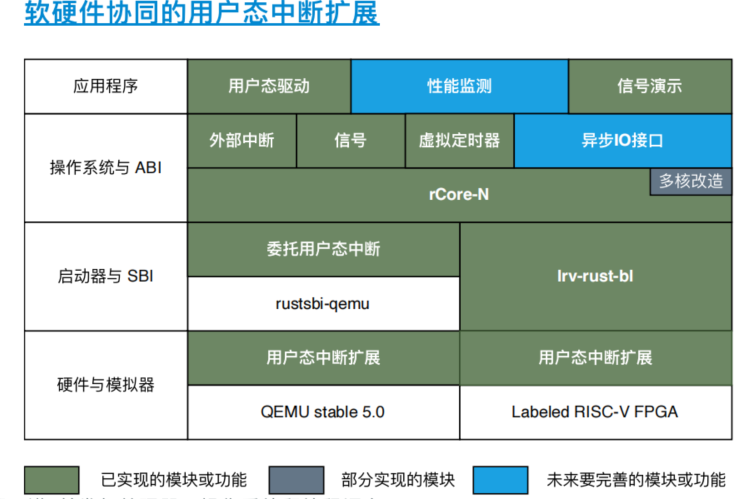 软硬件协同的用户态中断扩展
应用程序
用户态驱动
性能监测
信号演示
操作系统与 ABI
外部中断
信号
虚拟定时器
异步IO接口
多核改造
rCore-N
启动器与 SBI
委托用户态中断
lrv-rust-bl
rustsbi-qemu
硬件与模拟器
用户态中断扩展
用户态中断扩展
QEMU stable 5.0
Labeled RISC-V FPGA
已实现的模块或功能
部分实现的模块
未来要完善的模块或功能